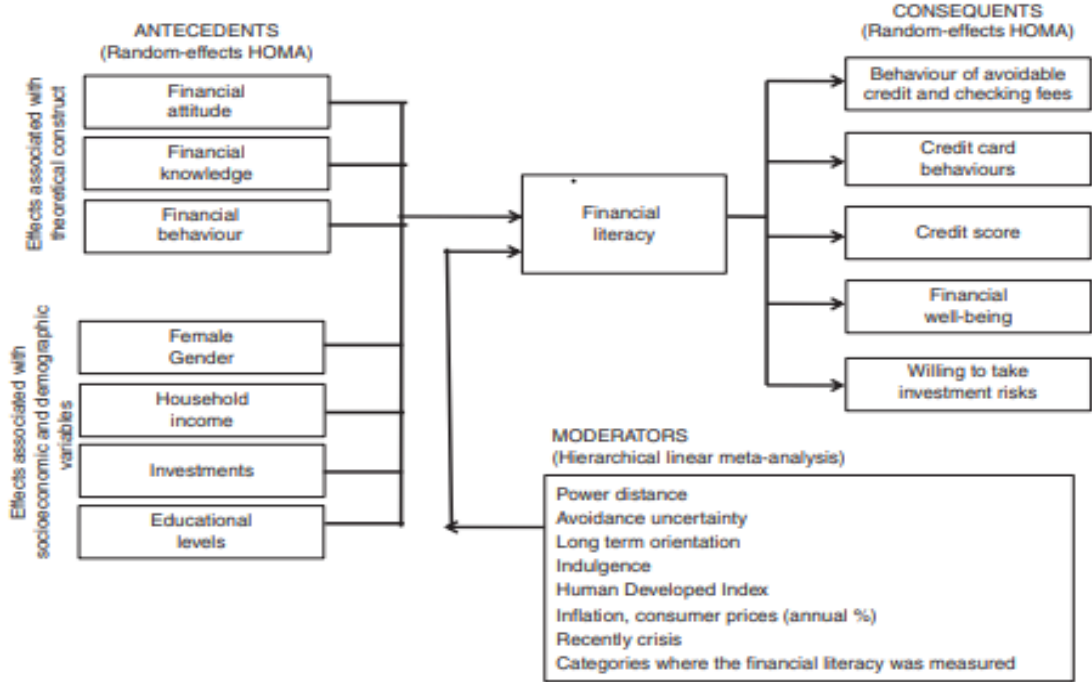 ANTECEDENTS
(Random-effects HOMA)
Effects associated with
theoretical construct
Financial
attitude
Financial
knowledge
Financial
behaviour
Effects associated with
socioeconomic and demographic
variables
Female
Gender
Household
income
Investments
Educational
levels
Financial
literacy
CONSEQUENTS
(Random-effects HOMA)
Behaviour of avoidable
credit and checking fees
Credit card
behaviours
Credit score
Financial
well-being
Willing to take
investment risks
MODERATORS
(Hierarchical linear meta-analysis)
Power distance
Avoidance uncertainty
Long term orientation
Indulgence
Human Developed Index
Inflation, consumer prices (annual %)
Recently crisis
Categories where the financial literacy was measured